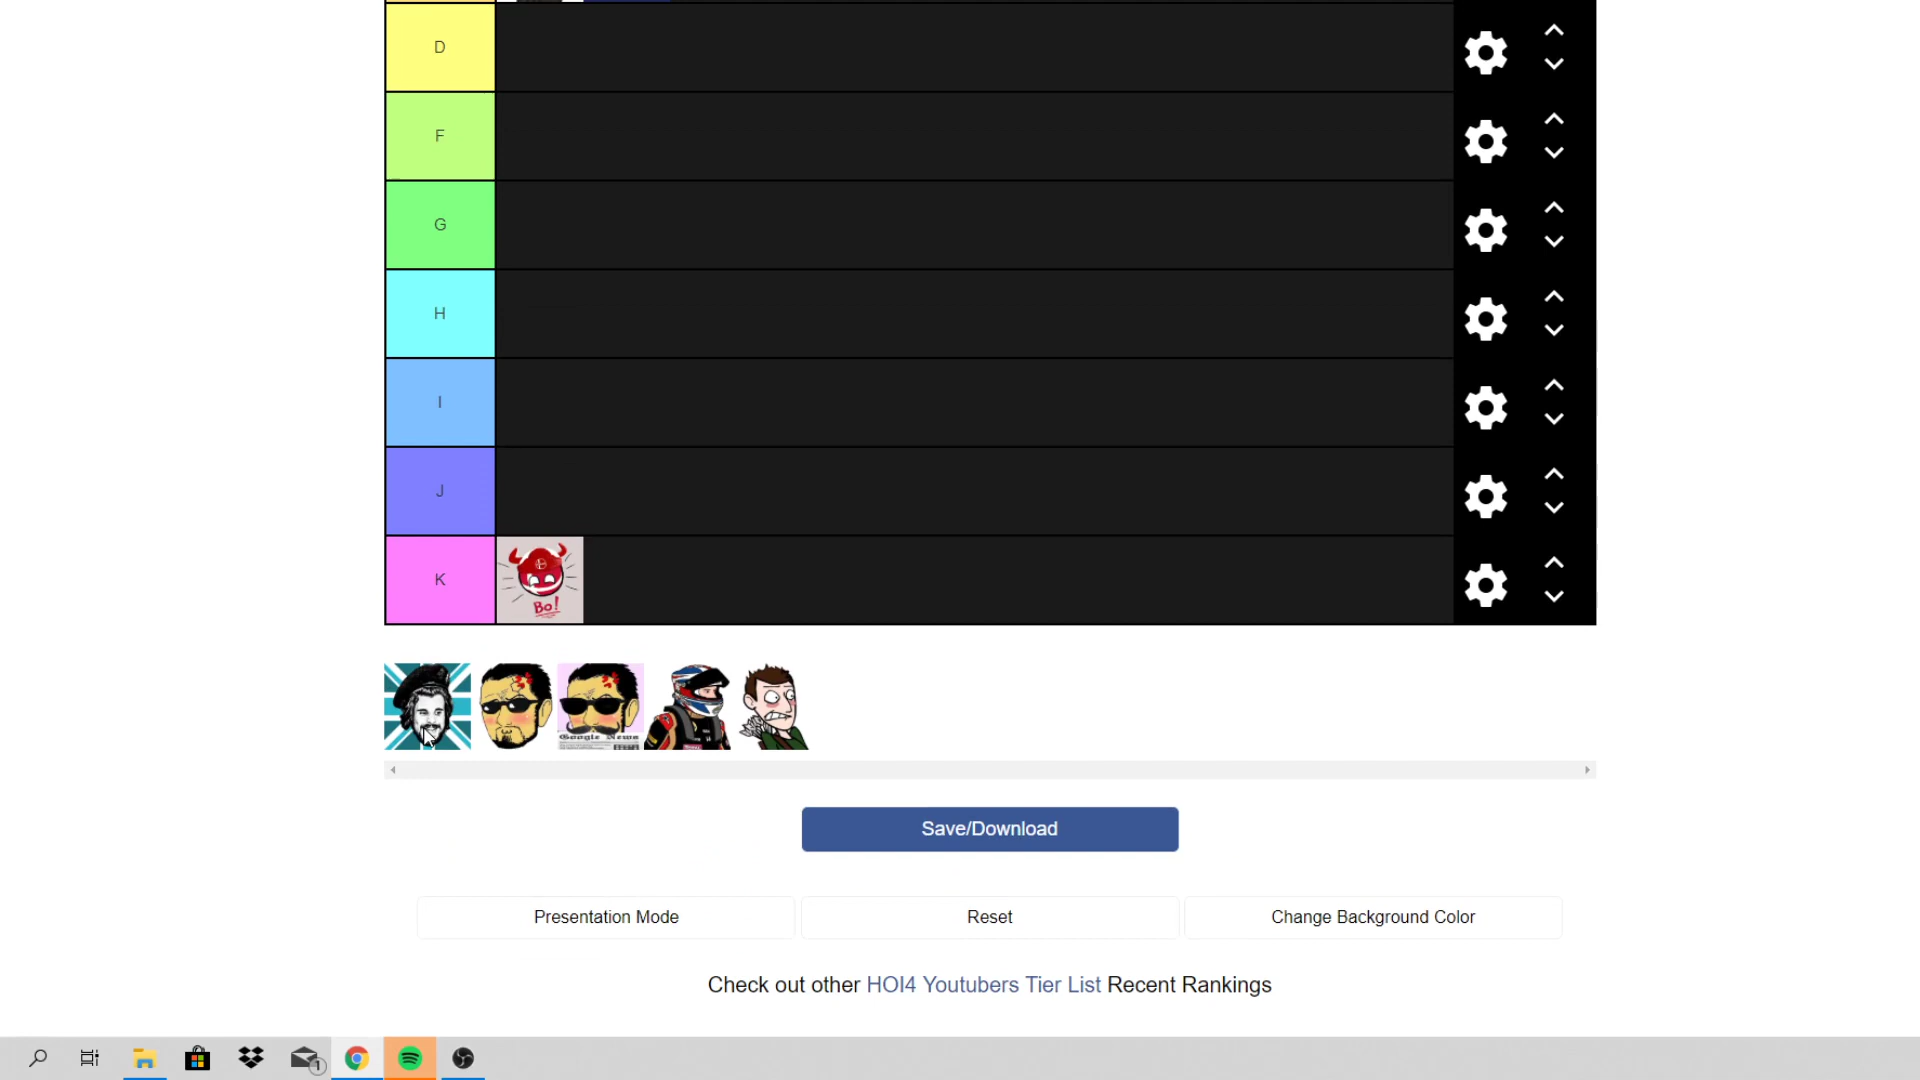 D
F
G
H
I
J
K
Bo!
Google News
Save/Download
Presentation Mode
Reset
Change Background Color
Check out other HOI4 Youtubers Tier List Recent Rankings
1